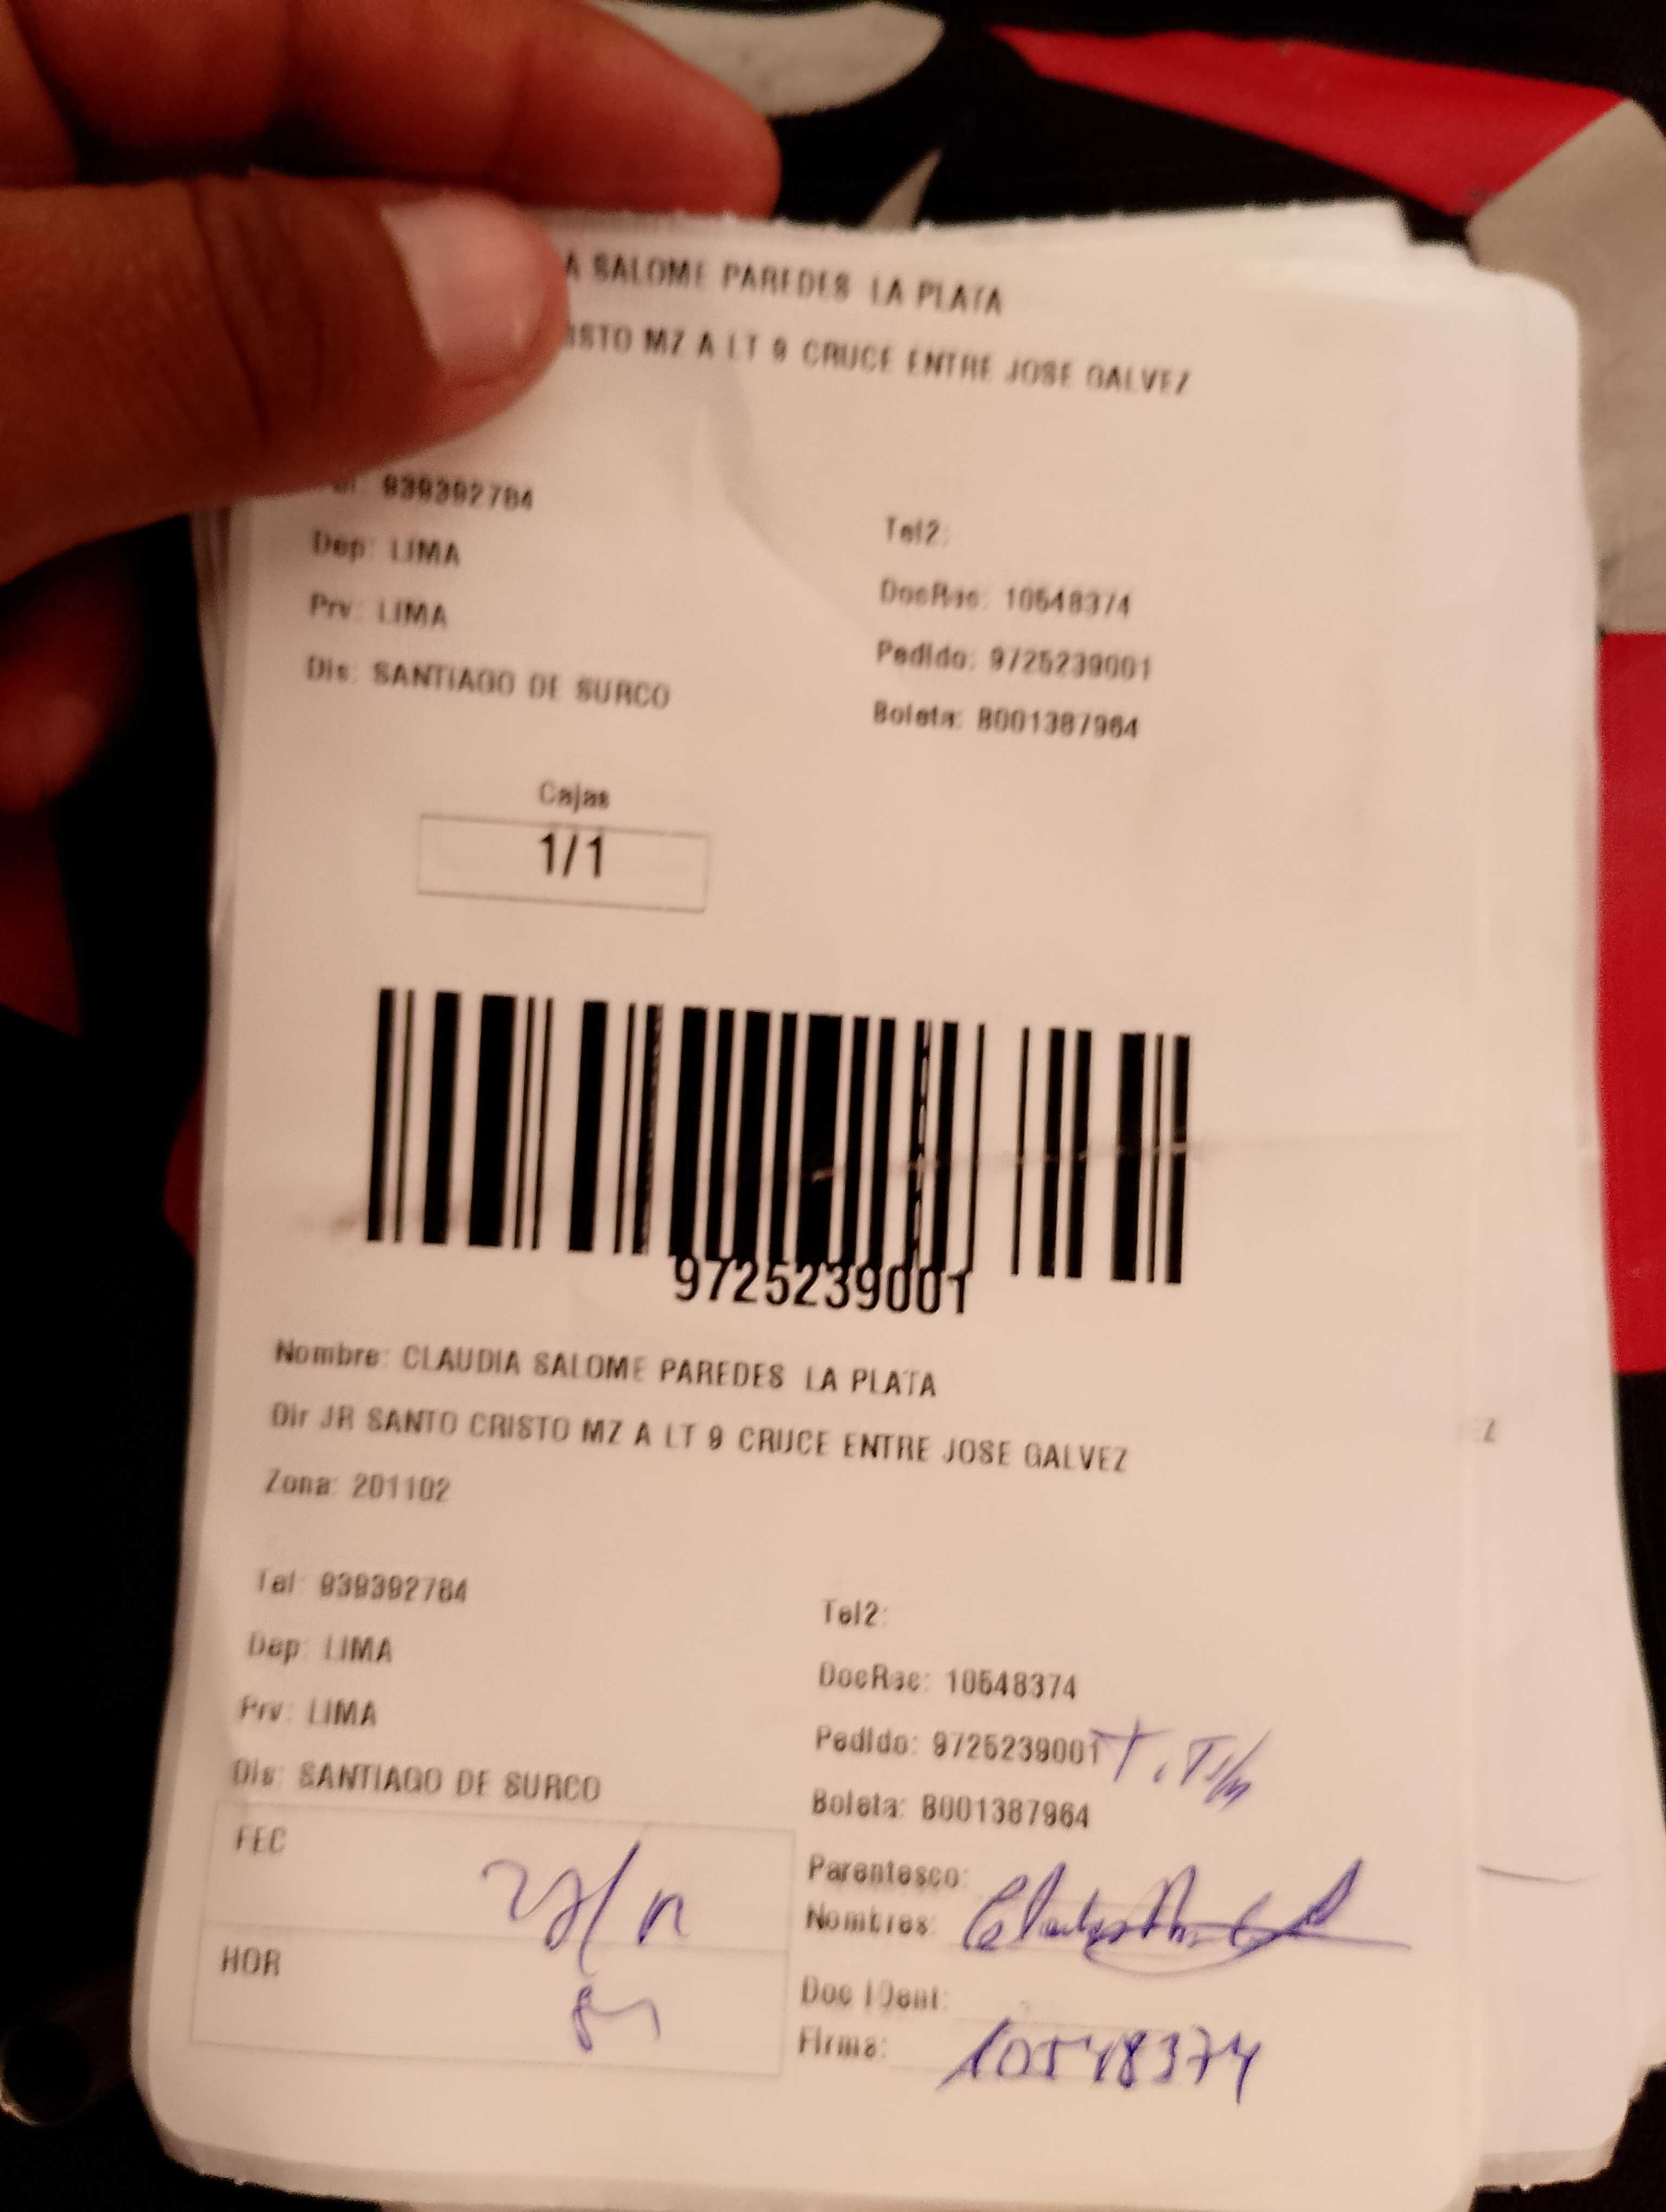 A SALOME PAREDES LA PLATA
ISTO MZ A LT 9 CRUCE ENTRE JOSE GALVEZ
939392784
Tel2:
Dep: LIMA
DocRec: 10548374
Prv: LIMA
Pedido: 9725239001
Dis: SANTIAGO DE SURCO
Boleta: B001387964
Cajas
1/1
9725239001
Nombre: CLAUDIA SALOME PAREDES LA PLATA
Dir JR SANTO CRISTO MZ A LT 9 CRUCE ENTRE JOSE GALVEZ
EZ
Zona: 201102
Tel: 939392784
Tel2:
Dep: LIMA
DocRec: 10548374
Prv: LIMA
Pedido: 9725239001
Dis: SANTIAGO DE SURCO
Boleta: B001387964
FEC
Parentesco:
Nombres:
HOR
Doc IDent:
Firma: 10548374